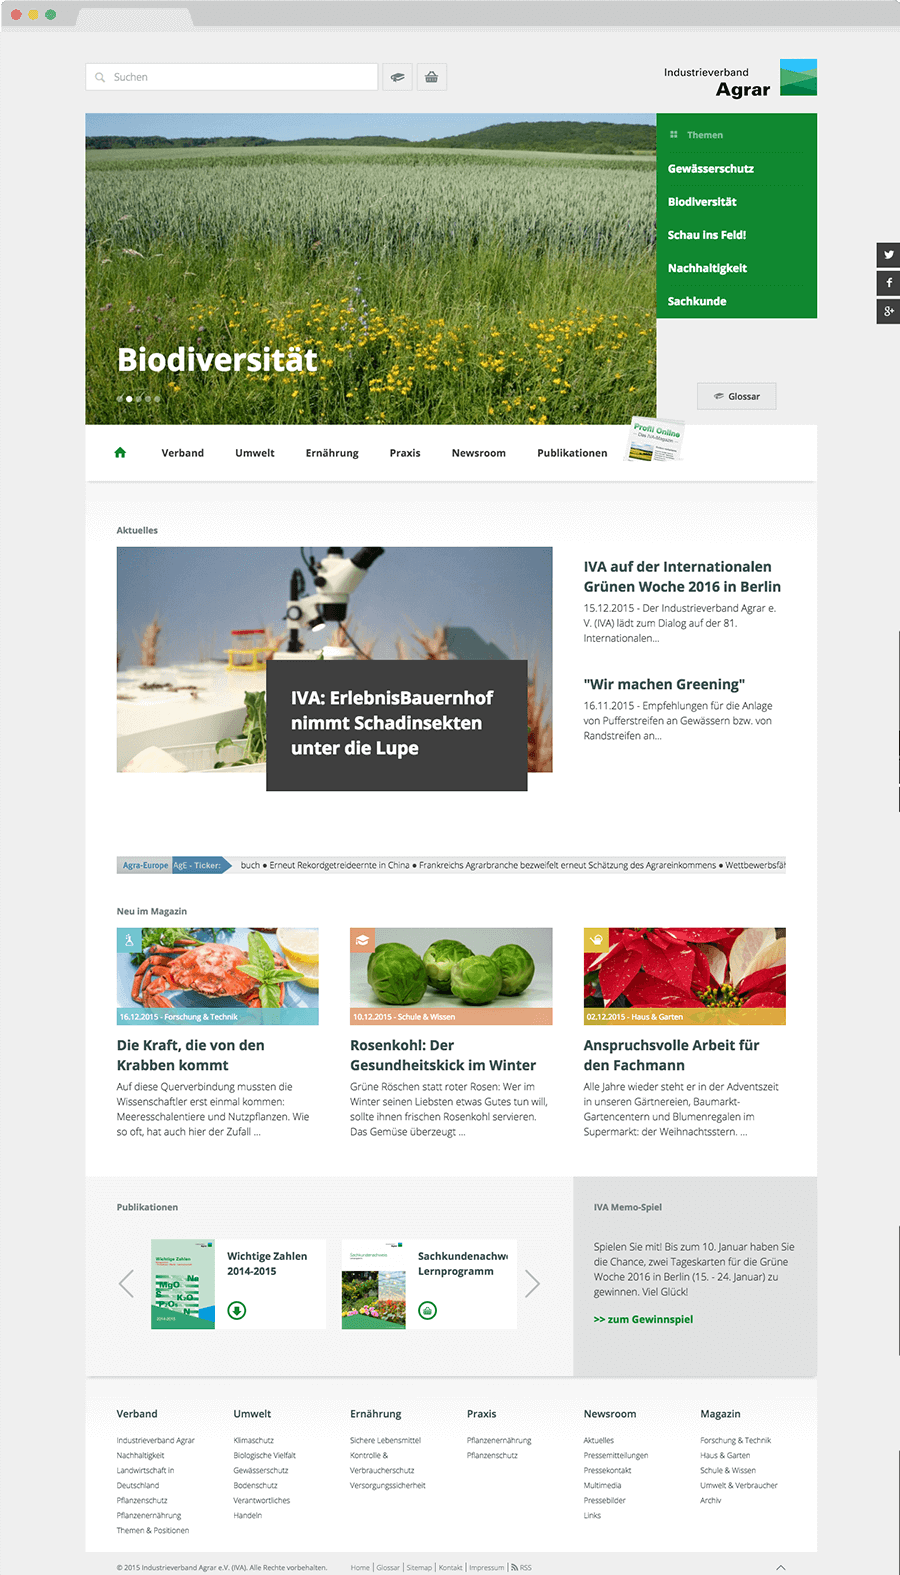 Suchen
Industrieverband
Agrar
Themen
Gewässerschutz
Biodiversität
Schau ins Feld!
Nachhaltigkeit
Sachkunde
Biodiversität
Glossar
Verband
Umwelt
Ernährung
Praxis
Newsroom
Publikationen
Profil Online
Das IVA-Magazin
Aktuelles
IVA: ErlebnisBauernhof
nimmt Schadinsekten
unter die Lupe
IVA auf der Internationalen
Grünen Woche 2016 in Berlin
15.12.2015 - Der Industrieverband Agrar e.
V. (IVA) lädt zum Dialog auf der 81.
Internationalen...
"Wir machen Greening"
16.11.2015 - Empfehlungen für die Anlage
von Pufferstreifen an Gewässern bzw. von
Randstreifen an...
Agra-Europe AgE - Ticker: buch ● Erneut Rekordgetreideernte in China ● Frankreichs Agrarbranche bezweifelt erneut Schätzung des Agrareinkommens ● Wettbewerbsfäh
Neu im Magazin
16.12.2015 - Forschung & Technik
Die Kraft, die von den
Krabben kommt
Auf diese Querverbindung mussten die
Wissenschaftler erst einmal kommen:
Meeresschalentiere und Nutzpflanzen. Wie
so oft, hat auch hier der Zufall ...
10.12.2015 - Schule & Wissen
Rosenkohl: Der
Gesundheitskick im Winter
Grüne Röschen statt roter Rosen: Wer im
Winter seinen Liebsten etwas Gutes tun will,
sollte ihnen frischen Rosenkohl servieren.
Das Gemüse überzeugt ...
02.12.2015 - Haus & Garten
Anspruchsvolle Arbeit für
den Fachmann
Alle Jahre wieder steht er in der Adventszeit
in unseren Gärtnereien, Baumarkt-
Gartencentern und Blumenregalen im
Supermarkt: der Weihnachtsstern. ...
Publikationen
Wichtige Zahlen
2014-2015
Wichtige Zahlen
2014-2015
Sachkundenachweis
Sachkundenachwe
Lernprogramm
IVA Memo-Spiel
Spielen Sie mit! Bis zum 10. Januar haben Sie
die Chance, zwei Tageskarten für die Grüne
Woche 2016 in Berlin (15. - 24. Januar) zu
gewinnen. Viel Glück!
>> zum Gewinnspiel
Verband
Industrieverband Agrar
Nachhaltigkeit
Landwirtschaft in
Deutschland
Pflanzenschutz
Pflanzenernährung
Themen & Positionen
Umwelt
Klimaschutz
Biologische Vielfalt
Gewässerschutz
Bodenschutz
Verantwortliches
Handeln
Ernährung
Sichere Lebensmittel
Kontrolle &
Verbraucherschutz
Versorgungssicherheit
Praxis
Pflanzenernährung
Pflanzenschutz
Newsroom
Aktuelles
Pressemitteilungen
Pressekontakt
Multimedia
Pressebilder
Links
Magazin
Forschung & Technik
Haus & Garten
Schule & Wissen
Umwelt & Verbraucher
Archiv
© 2015 Industrieverband Agrar e.V. (IVA). Alle Rechte vorbehalten.
Home | Glossar | Sitemap | Kontakt | Impressum | RSS